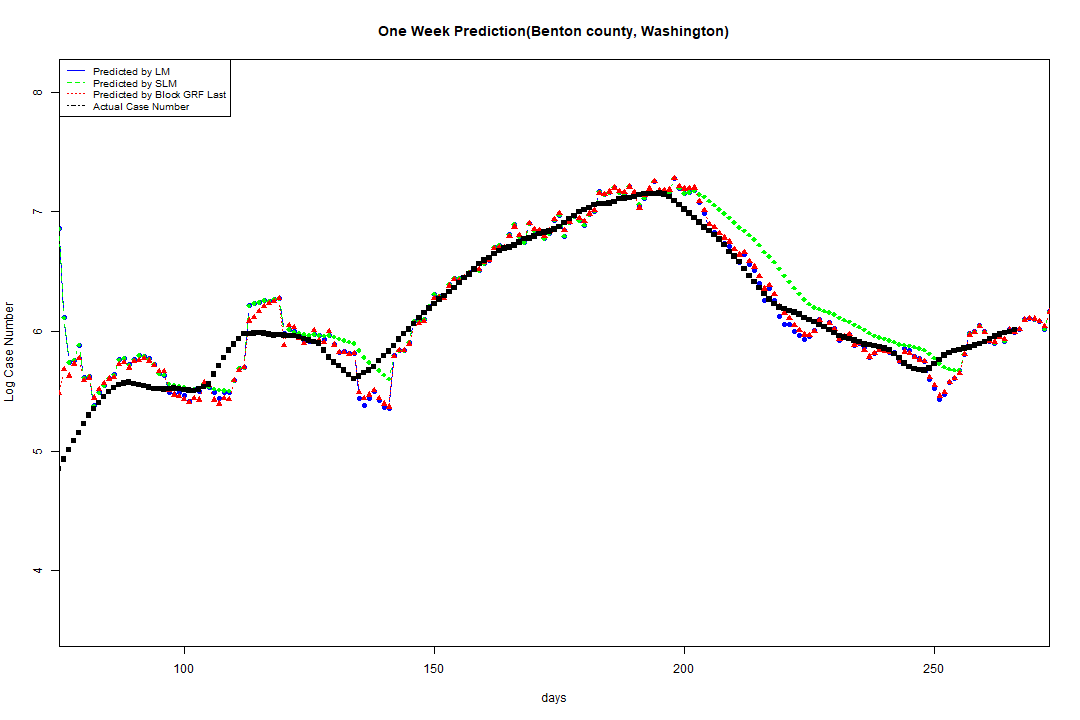 One Week Prediction(Benton county, Washington)
Predicted by LM
Predicted by SLM
Predicted by Block GRF Last
Actual Case Number
8
7
6
5
4
Log Case Number
100 150 200 250
days